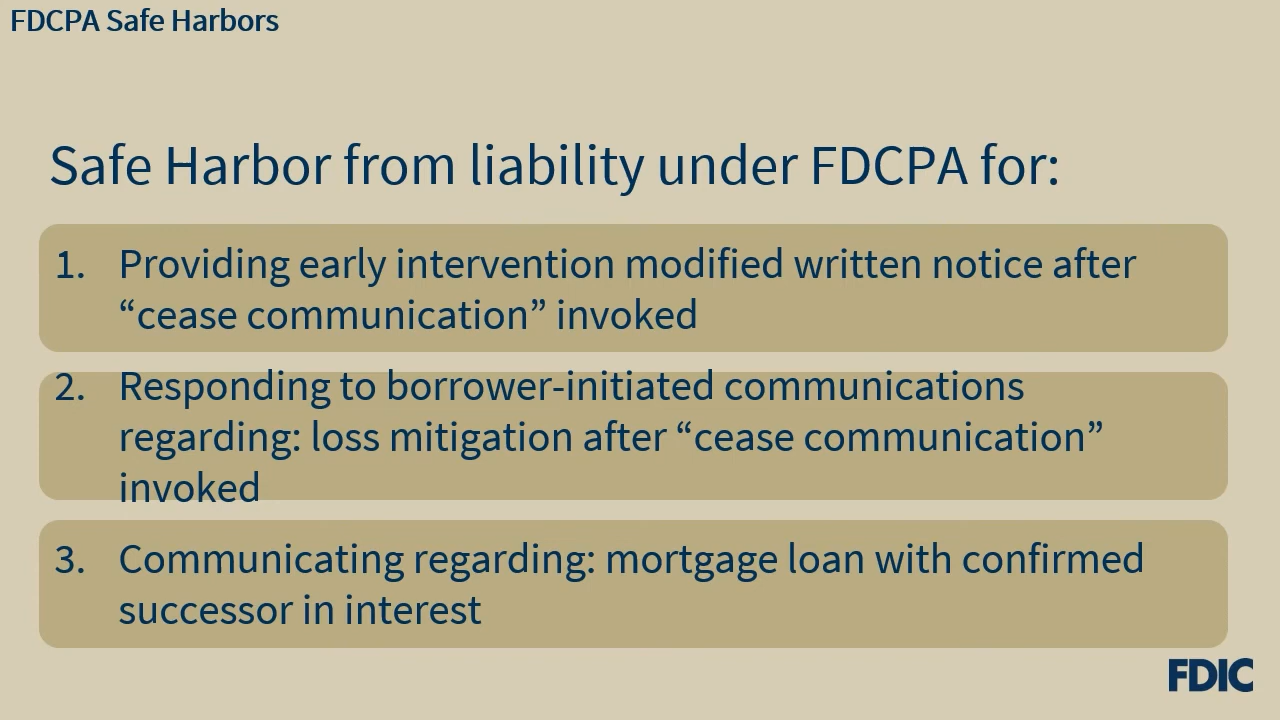 FDCPA Safe Harbors
Safe Harbor from liability under FDCPA for:
1. Providing early intervention modified written notice after
“cease communication” invoked
2. Responding to borrower-initiated communications
regarding: loss mitigation after “cease communication”
invoked
3. Communicating regarding: mortgage loan with confirmed
successor in interest
FDIC